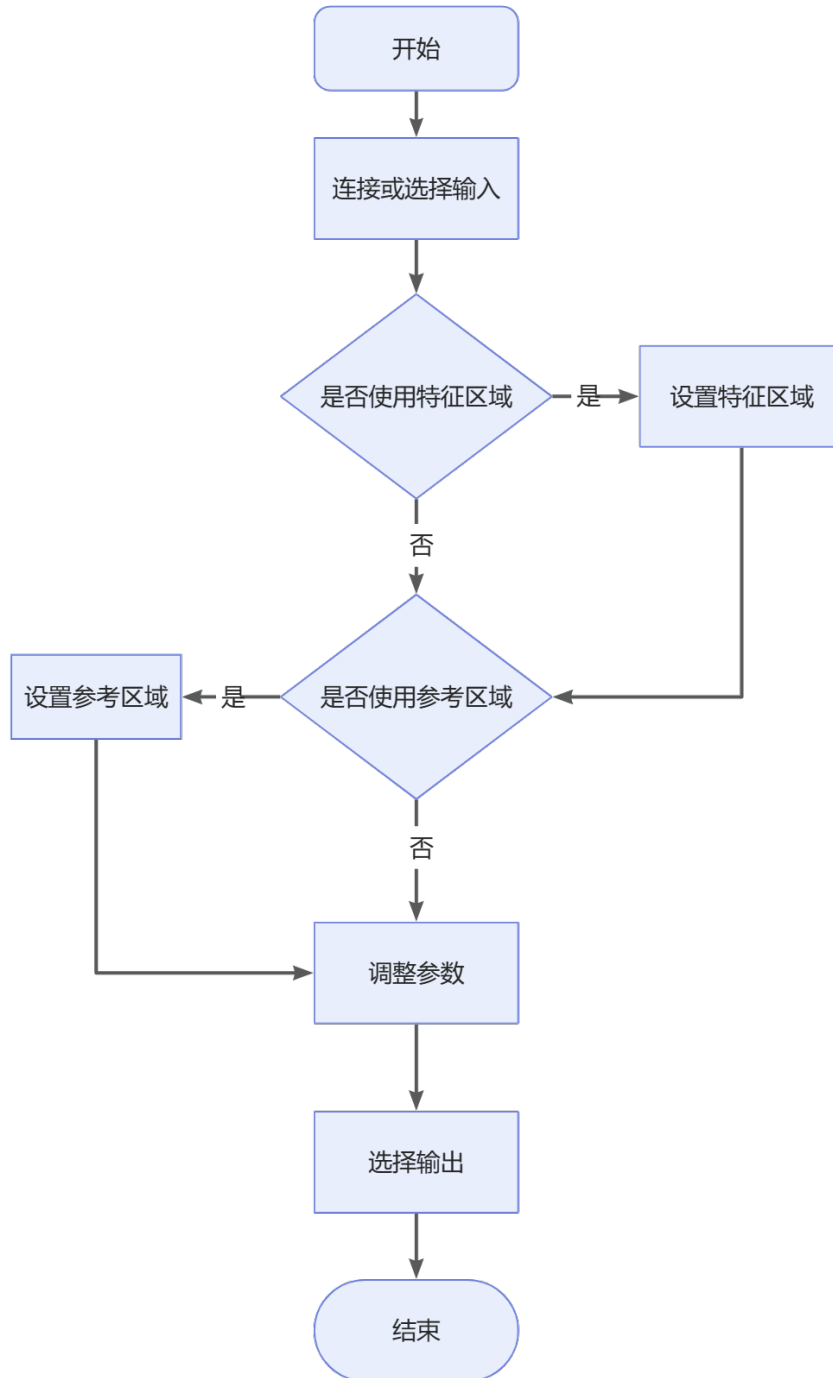 开始
连接或选择输入
是否使用特征区域
是
设置特征区域
否
设置参考区域
是
是否使用参考区域
否
调整参数
选择输出
结束